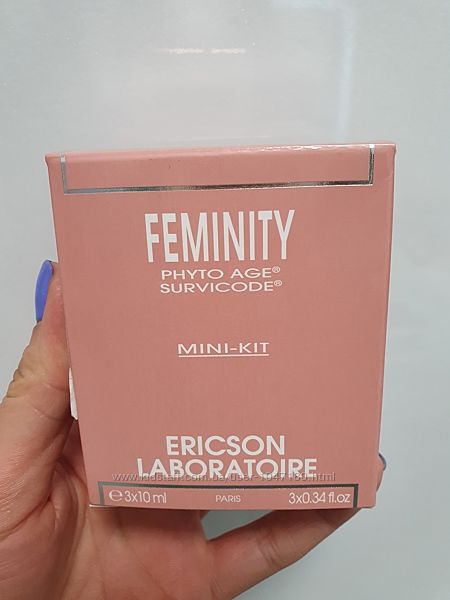 FEMINITY
PHYTO AGE®
SURVICODE®
MINI-KIT
ERICSON
LABORATOIRE
℮ 3x10 ml PARIS 3x0.34 fl.oz